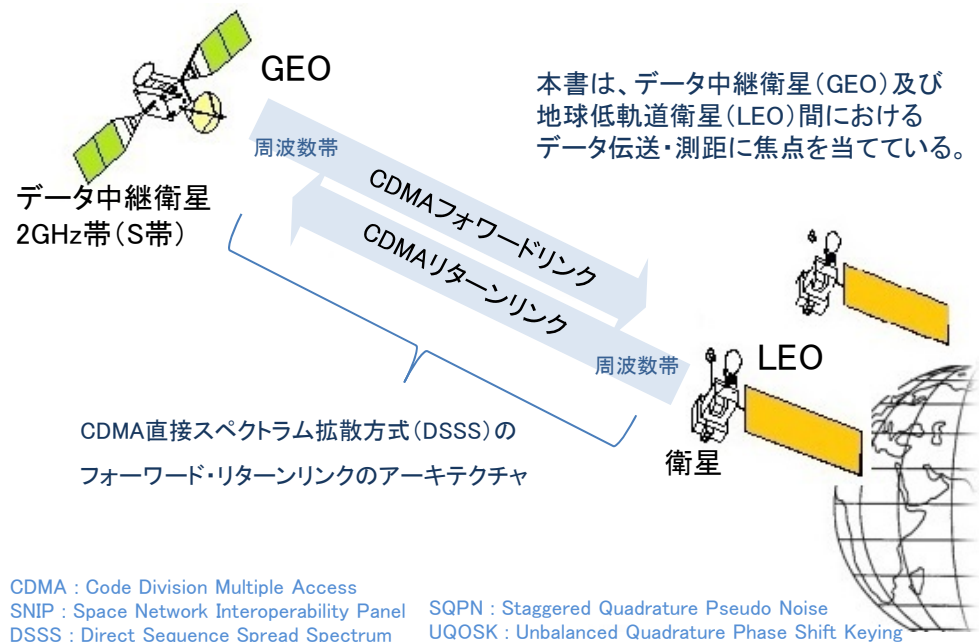 GEO
本書は、データ中継衛星(GEO)及び
地球低軌道衛星(LEO)間における
データ伝送・測距に焦点を当てている。
周波数帯
データ中継衛星
2GHz帯(S帯)
CDMAフォワードリンク
CDMAリターンリンク
周波数帯
LEO
衛星
CDMA直接スペクトラム拡散方式(DSSS)の
フォーワード・リターンリンクのアーキテクチャ
CDMA : Code Division Multiple Access
SNIP : Space Network Interoperability Panel
DSSS : Direct Sequence Spread Spectrum
SQPN : Staggered Quadrature Pseudo Noise
UQOSK : Unbalanced Quadrature Phase Shift Keying